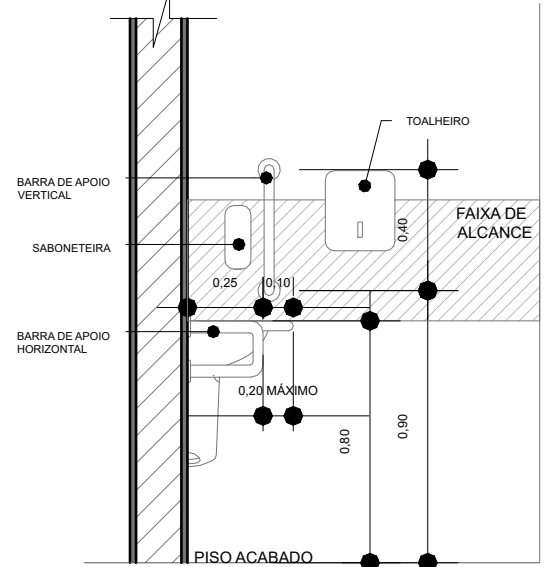 TOALHEIRO
BARRA DE APOIO
VERTICAL
FAIXA DE
ALCANCE
0,40
SABONETEIRA
0,25
0,10
BARRA DE APOIO
HORIZONTAL
0,20 MÁXIMO
0,80
0,90
PISO ACABADO